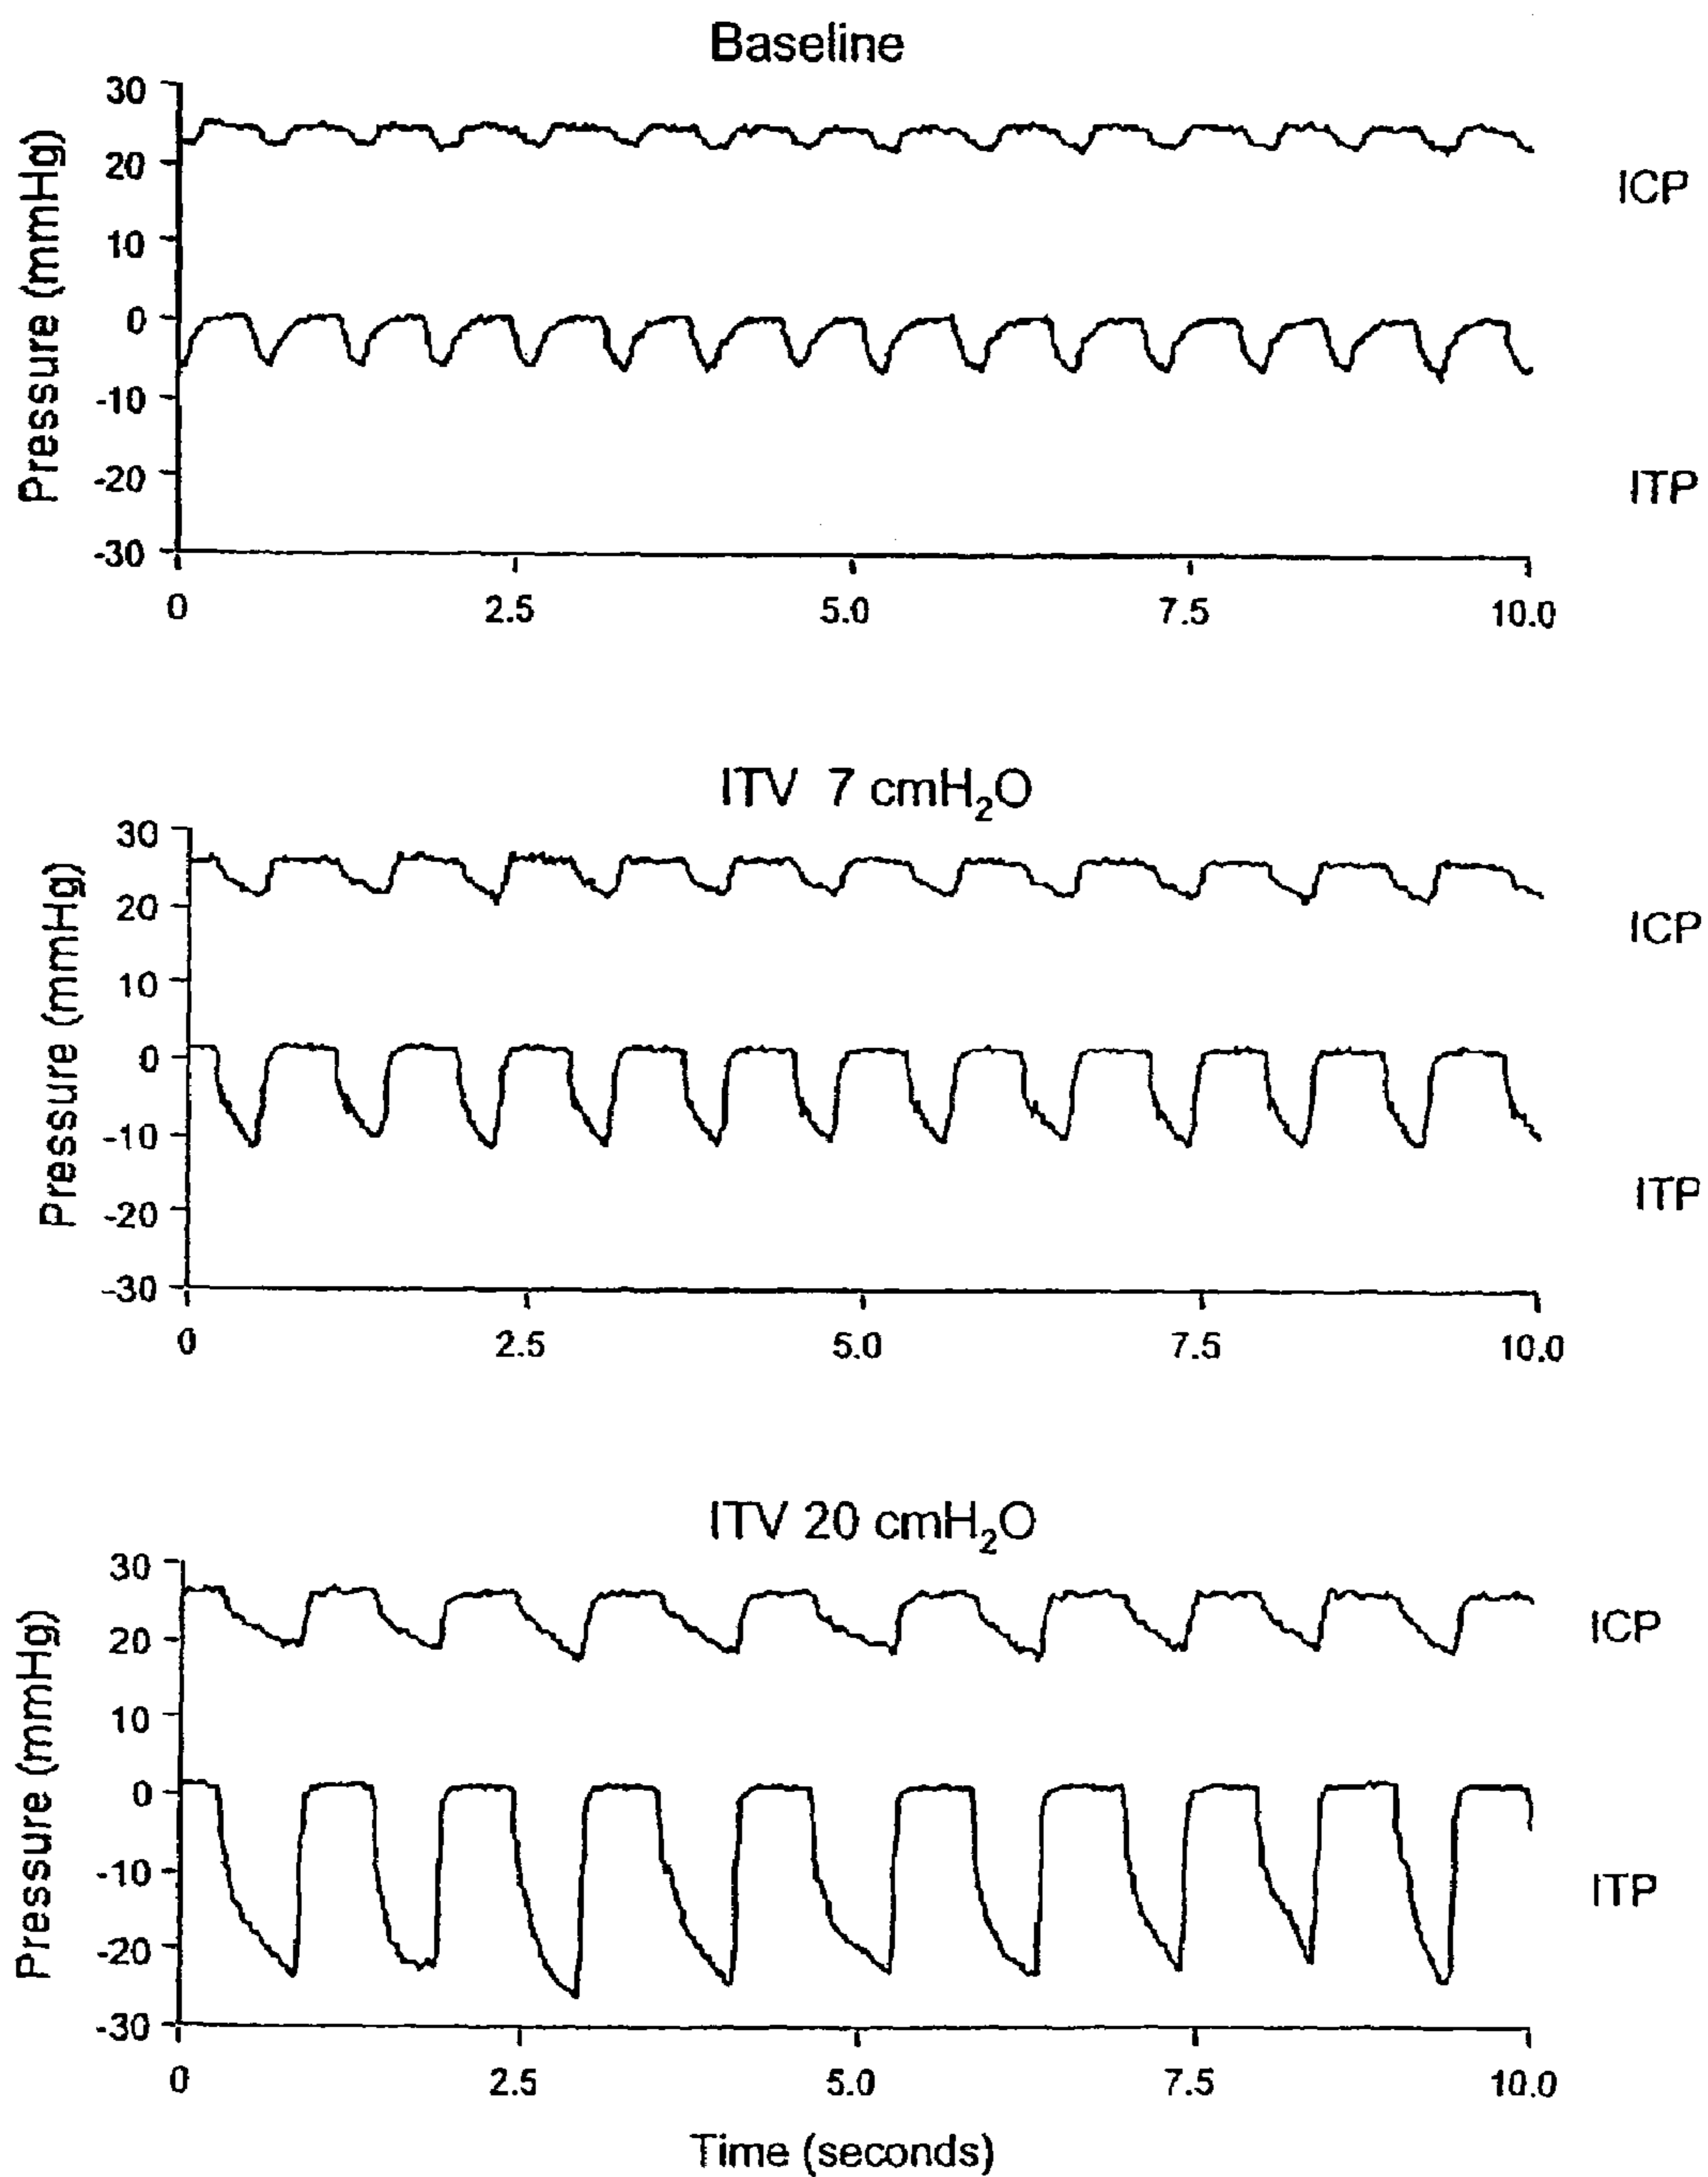 Baseline
Pressure (mmHg)
30
20
10
0
-10
-20
-30
ICP
ITP
0 2.5 5.0 7.5 10.0
ITV 7 cmH₂O
Pressure (mmHg)
30
20
10
0
-10
-20
-30
ICP
ITP
0 2.5 5.0 7.5 10.0
ITV 20 cmH₂O
Pressure (mmHg)
30
20
10
0
-10
-20
-30
ICP
ITP
0 2.5 5.0 7.5 10.0
Time (seconds)